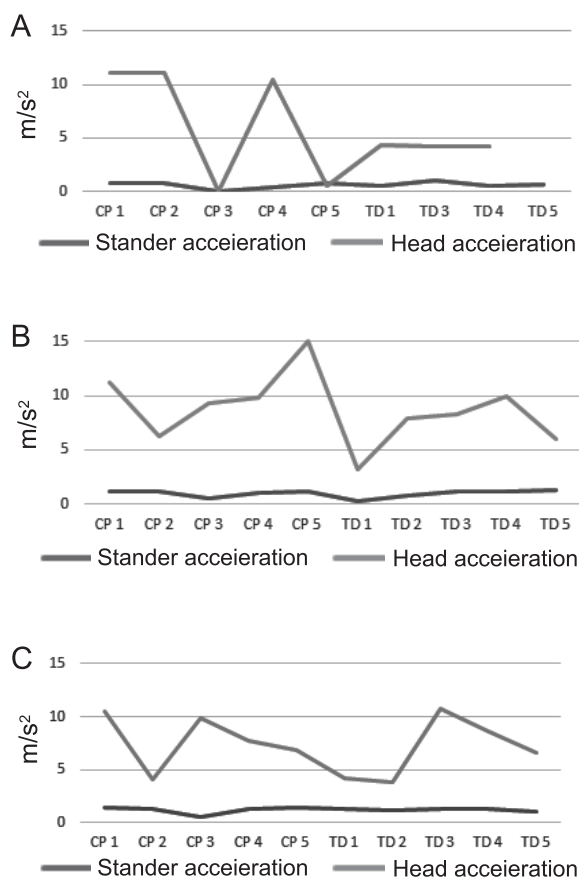 A
15
10
5
0
m/s²
CP 1 CP 2 CP 3 CP 4 CP 5 TD 1 TD 3 TD 4 TD 5
Stander acceieration Head acceieration
B
15
10
5
0
m/s²
CP 1 CP 2 CP 3 CP 4 CP 5 TD 1 TD 2 TD 3 TD 4 TD 5
Stander acceieration Head acceieration
C
15
10
5
0
m/s²
CP 1 CP 2 CP 3 CP 4 CP 5 TD 1 TD 2 TD 3 TD 4 TD 5
Stander acceieration Head acceieration